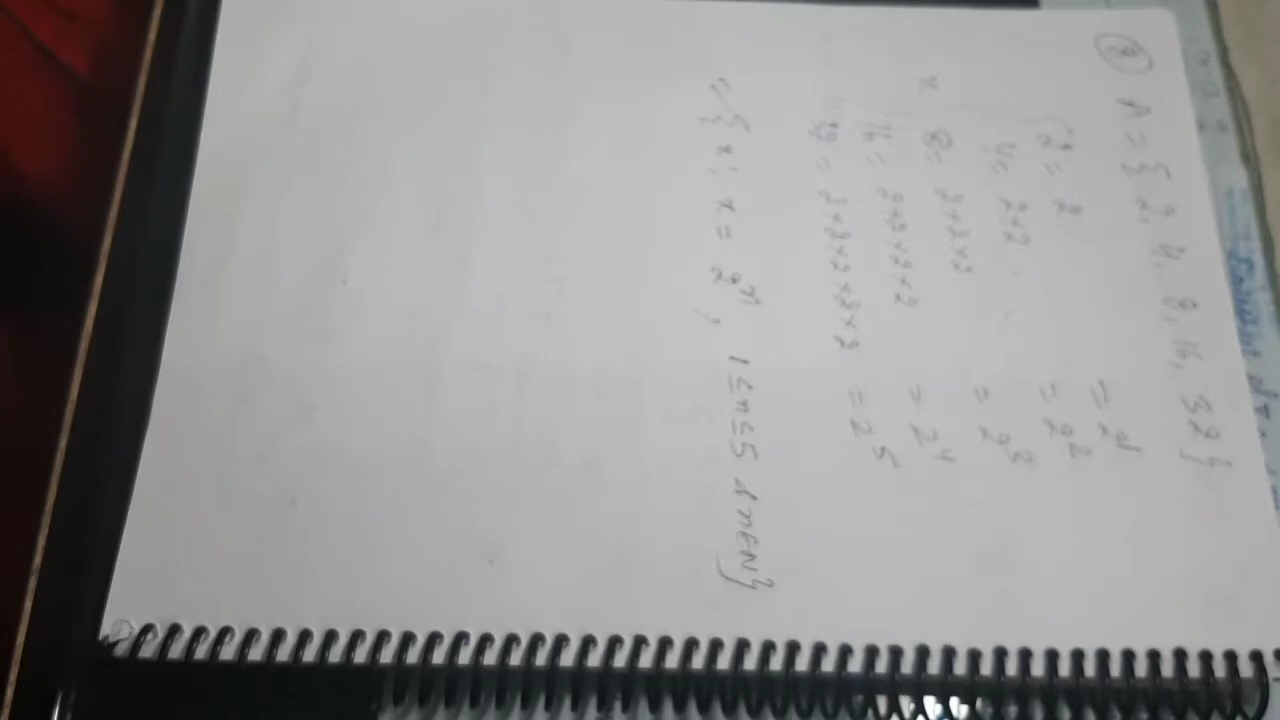 ② A = { 2, 4, 8, 16, 32}
2 = 2 = 2¹
4 = 2×2 = 2²
x 8 = 2×2×2 = 2³
16 = 2×2×2×2 = 2⁴
32 = 2×2×2×2×2 = 2⁵
= { x : x = 2ⁿ, 1≤n≤5 & n∈N}